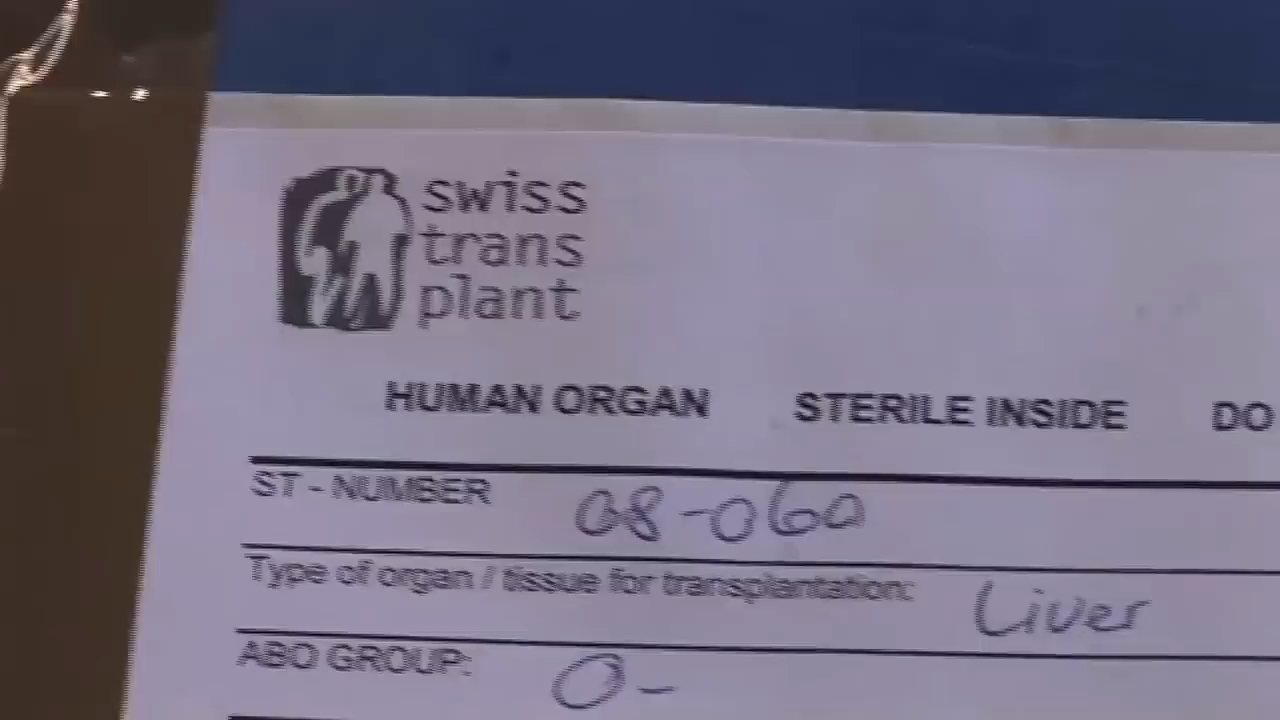 swiss
trans
plant
HUMAN ORGAN STERILE INSIDE DO
ST - NUMBER 08-060
Type of organ / tissue for transplantation: Liver
ABO GROUP: O-